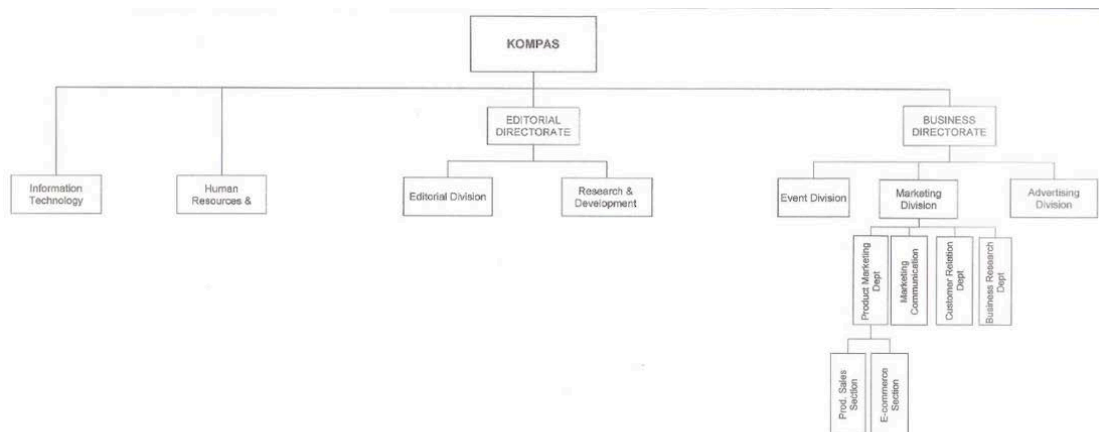 KOMPAS
EDITORIAL
DIRECTORATE
BUSINESS
DIRECTORATE
Information
Technology
Human
Resources &
Editorial Division
Research &
Development
Event Division
Marketing
Division
Advertising
Division
Product Marketing
Dept
Marketing
Communication
Customer Relation
Dept
Business Research
Dept
Prod. Sales
Section
E-commerce
Section